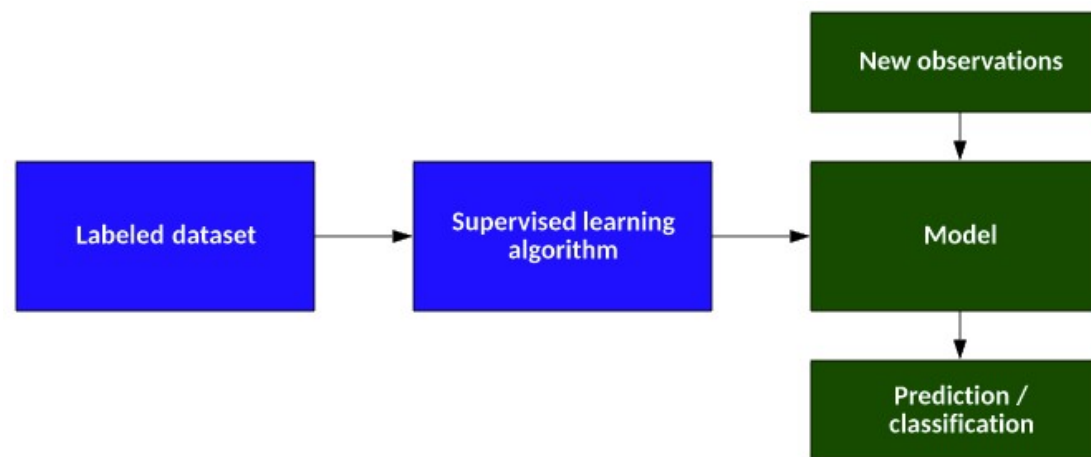 New observations
Labeled dataset
Supervised learning
algorithm
Model
Prediction /
classification